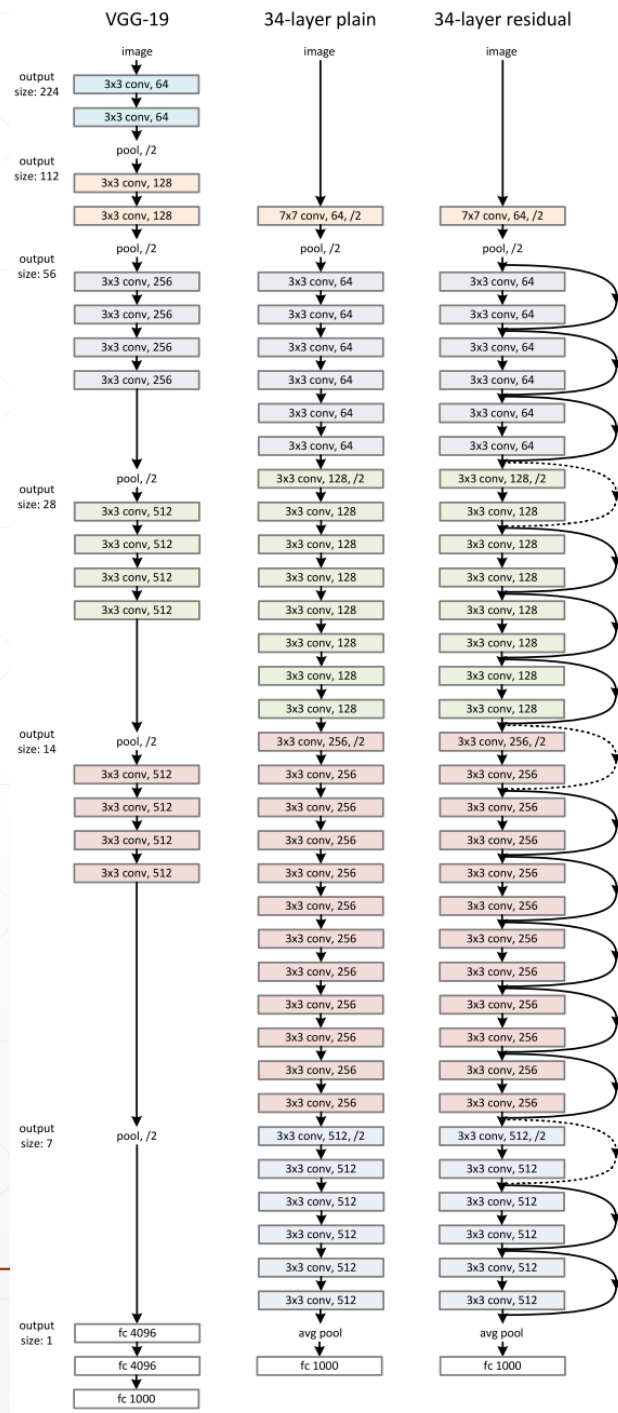 VGG-19
34-layer plain
34-layer residual
output
size: 224
image
3x3 conv, 64
3x3 conv, 64
pool, /2
output
size: 112
3x3 conv, 128
3x3 conv, 128
pool, /2
output
size: 56
3x3 conv, 256
3x3 conv, 256
3x3 conv, 256
3x3 conv, 256
pool, /2
output
size: 28
3x3 conv, 512
3x3 conv, 512
3x3 conv, 512
3x3 conv, 512
pool, /2
output
size: 14
3x3 conv, 512
3x3 conv, 512
3x3 conv, 512
3x3 conv, 512
pool, /2
output
size: 7
output
size: 1
fc 4096
fc 4096
fc 1000
image
7x7 conv, 64, /2
pool, /2
3x3 conv, 64
3x3 conv, 64
3x3 conv, 64
3x3 conv, 64
3x3 conv, 64
3x3 conv, 64
3x3 conv, 128, /2
3x3 conv, 128
3x3 conv, 128
3x3 conv, 128
3x3 conv, 128
3x3 conv, 128
3x3 conv, 128
3x3 conv, 128
3x3 conv, 256, /2
3x3 conv, 256
3x3 conv, 256
3x3 conv, 256
3x3 conv, 256
3x3 conv, 256
3x3 conv, 256
3x3 conv, 256
3x3 conv, 256
3x3 conv, 256
3x3 conv, 256
3x3 conv, 256
3x3 conv, 512, /2
3x3 conv, 512
3x3 conv, 512
3x3 conv, 512
3x3 conv, 512
3x3 conv, 512
avg pool
fc 1000
image
7x7 conv, 64, /2
pool, /2
3x3 conv, 64
3x3 conv, 64
3x3 conv, 64
3x3 conv, 64
3x3 conv, 64
3x3 conv, 64
3x3 conv, 128, /2
3x3 conv, 128
3x3 conv, 128
3x3 conv, 128
3x3 conv, 128
3x3 conv, 128
3x3 conv, 128
3x3 conv, 128
3x3 conv, 256, /2
3x3 conv, 256
3x3 conv, 256
3x3 conv, 256
3x3 conv, 256
3x3 conv, 256
3x3 conv, 256
3x3 conv, 256
3x3 conv, 256
3x3 conv, 256
3x3 conv, 256
3x3 conv, 256
3x3 conv, 512, /2
3x3 conv, 512
3x3 conv, 512
3x3 conv, 512
3x3 conv, 512
3x3 conv, 512
avg pool
fc 1000